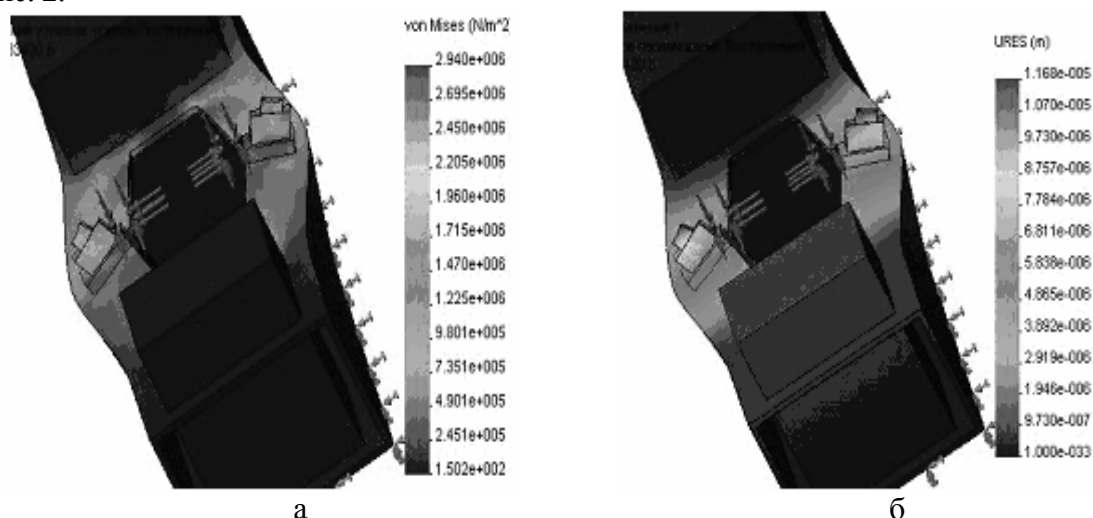 von Mises (N/m^2
2.940e+006
2.695e+006
2.450e+006
2.205e+006
1.960e+006
1.715e+006
1.470e+006
1.225e+006
9.801e+005
7.351e+005
4.901e+005
2.451e+005
1.502e+002
URES (m)
1.168e-005
1.070e-005
9.730e-006
8.757e-006
7.784e-006
6.811e-006
5.838e-006
4.865e-006
3.892e-006
2.919e-006
1.946e-006
9.730e-007
1.000e-033
а
б